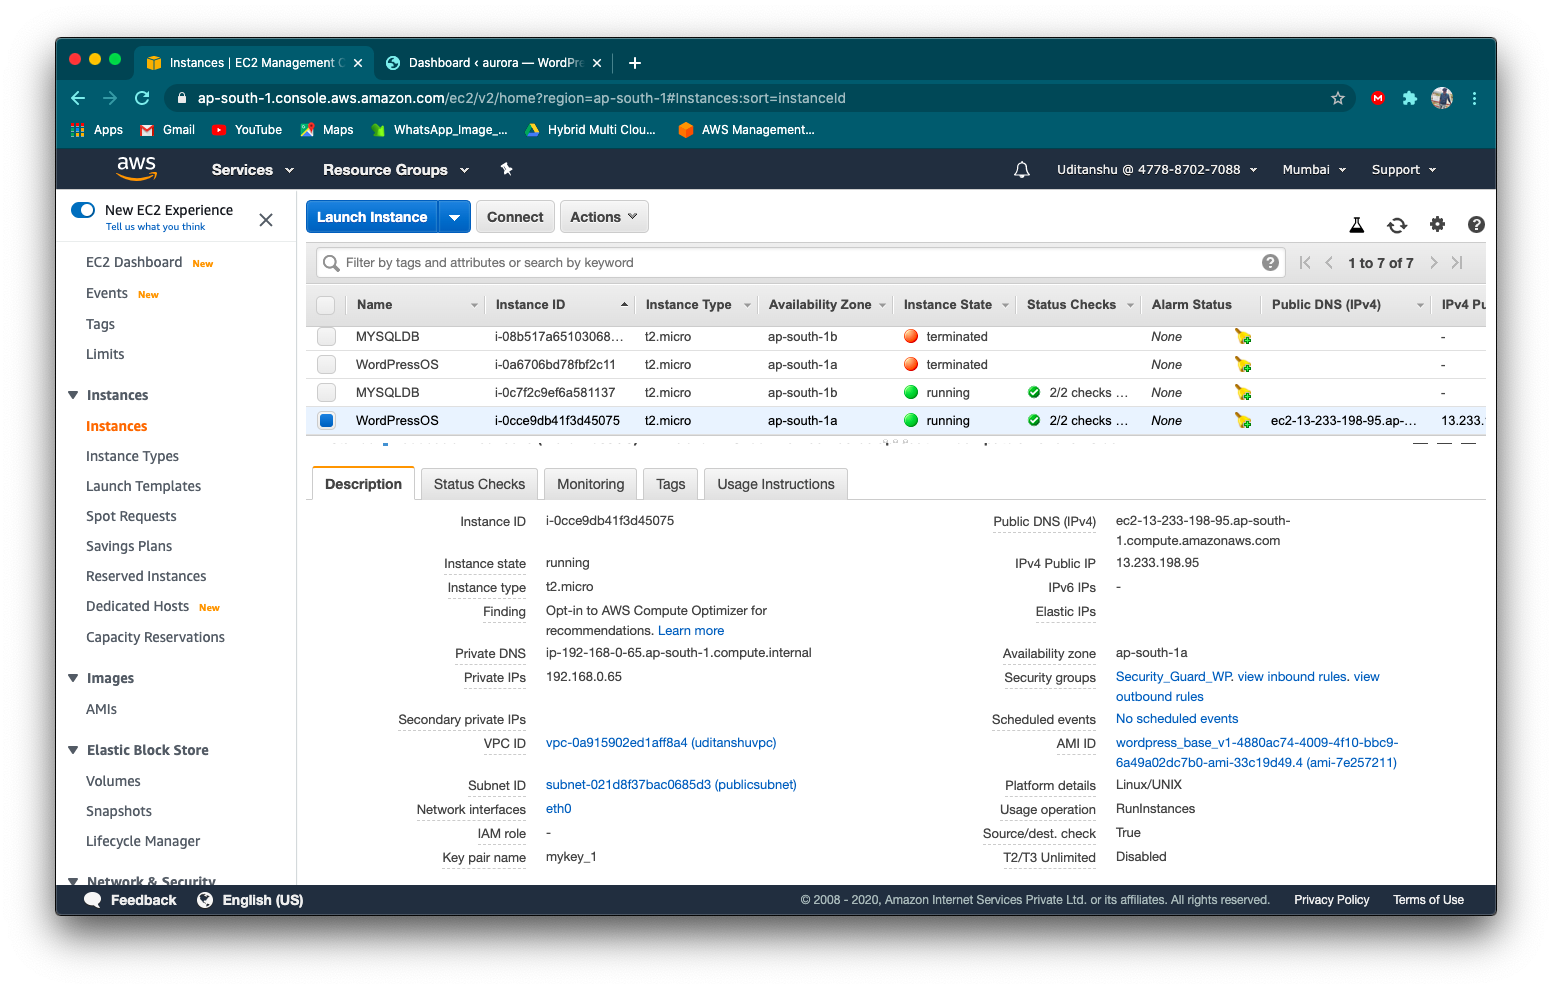 Instances | EC2 Management C
Dashboard ‹ aurora — WordPre
ap-south-1.console.aws.amazon.com/ec2/v2/home?region=ap-south-1#Instances:sort=instanceId
Apps Gmail YouTube Maps WhatsApp_Image_... Hybrid Multi Clou... AWS Management...
aws Services Resource Groups Uditanshu @ 4778-8702-7088 Mumbai Support
New EC2 Experience
Tell us what you think
EC2 Dashboard New
Events New
Tags
Limits
Instances
Instances
Instance Types
Launch Templates
Spot Requests
Savings Plans
Reserved Instances
Dedicated Hosts New
Capacity Reservations
Images
AMIs
Elastic Block Store
Volumes
Snapshots
Lifecycle Manager
Network & Security
Launch Instance Connect Actions
Filter by tags and attributes or search by keyword 1 to 7 of 7
Name Instance ID Instance Type Availability Zone Instance State Status Checks Alarm Status Public DNS (IPv4) IPv4 Pu
MYSQLDB i-08b517a65103068... t2.micro ap-south-1b terminated None -
WordPressOS i-0a6706bd78fbf2c11 t2.micro ap-south-1a terminated None -
MYSQLDB i-0c7f2c9ef6a581137 t2.micro ap-south-1b running 2/2 checks ... None -
WordPressOS i-0cce9db41f3d45075 t2.micro ap-south-1a running 2/2 checks ... None ec2-13-233-198-95.ap-... 13.233.
Description Status Checks Monitoring Tags Usage Instructions
Instance ID i-0cce9db41f3d45075
Instance state running
Instance type t2.micro
Finding Opt-in to AWS Compute Optimizer for
recommendations. Learn more
Private DNS ip-192-168-0-65.ap-south-1.compute.internal
Private IPs 192.168.0.65
Secondary private IPs
VPC ID vpc-0a915902ed1aff8a4 (uditanshuvpc)
Subnet ID subnet-021d8f37bac0685d3 (publicsubnet)
Network interfaces eth0
IAM role -
Key pair name mykey_1
Public DNS (IPv4) ec2-13-233-198-95.ap-south-
1.compute.amazonaws.com
IPv4 Public IP 13.233.198.95
IPv6 IPs -
Elastic IPs
Availability zone ap-south-1a
Security groups Security_Guard_WP. view inbound rules. view
outbound rules
Scheduled events No scheduled events
AMI ID wordpress_base_v1-4880ac74-4009-4f10-bbc9-
6a49a02dc7b0-ami-33c19d49.4 (ami-7e257211)
Platform details Linux/UNIX
Usage operation RunInstances
Source/dest. check True
T2/T3 Unlimited Disabled
Feedback English (US) © 2008 - 2020, Amazon Internet Services Private Ltd. or its affiliates. All rights reserved. Privacy Policy Terms of Use